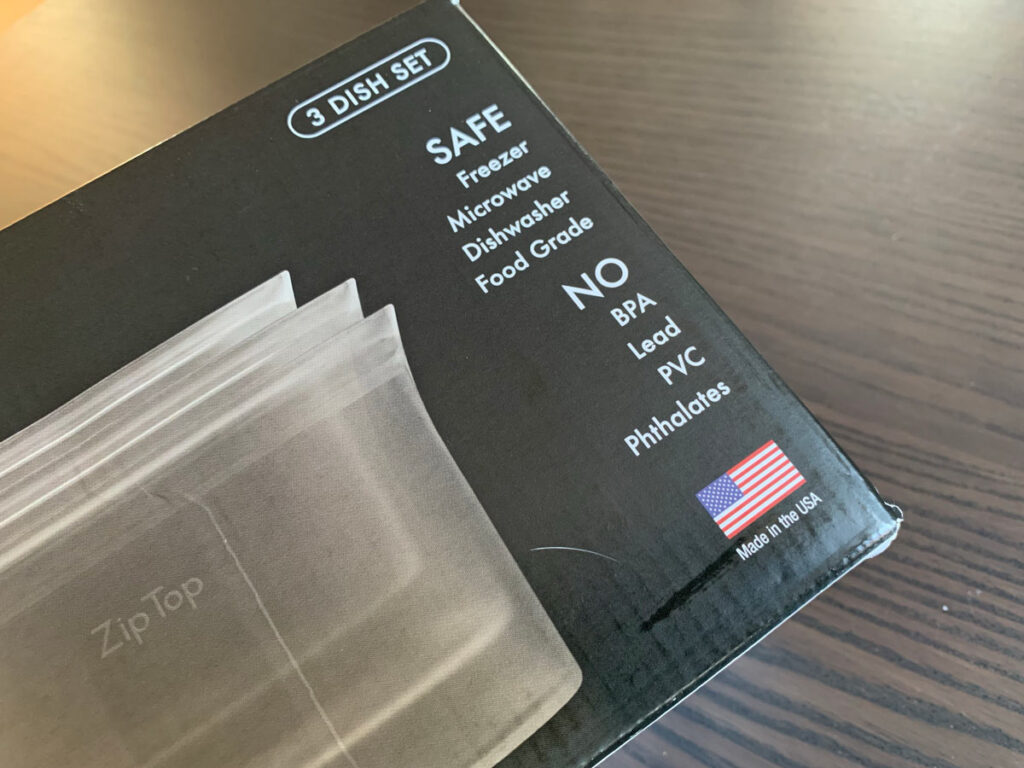 3 DISH SET
SAFE
Freezer
Microwave
Dishwasher
Food Grade
NO
BPA
Lead
PVC
Phthalates
Made in the USA
Zip Top